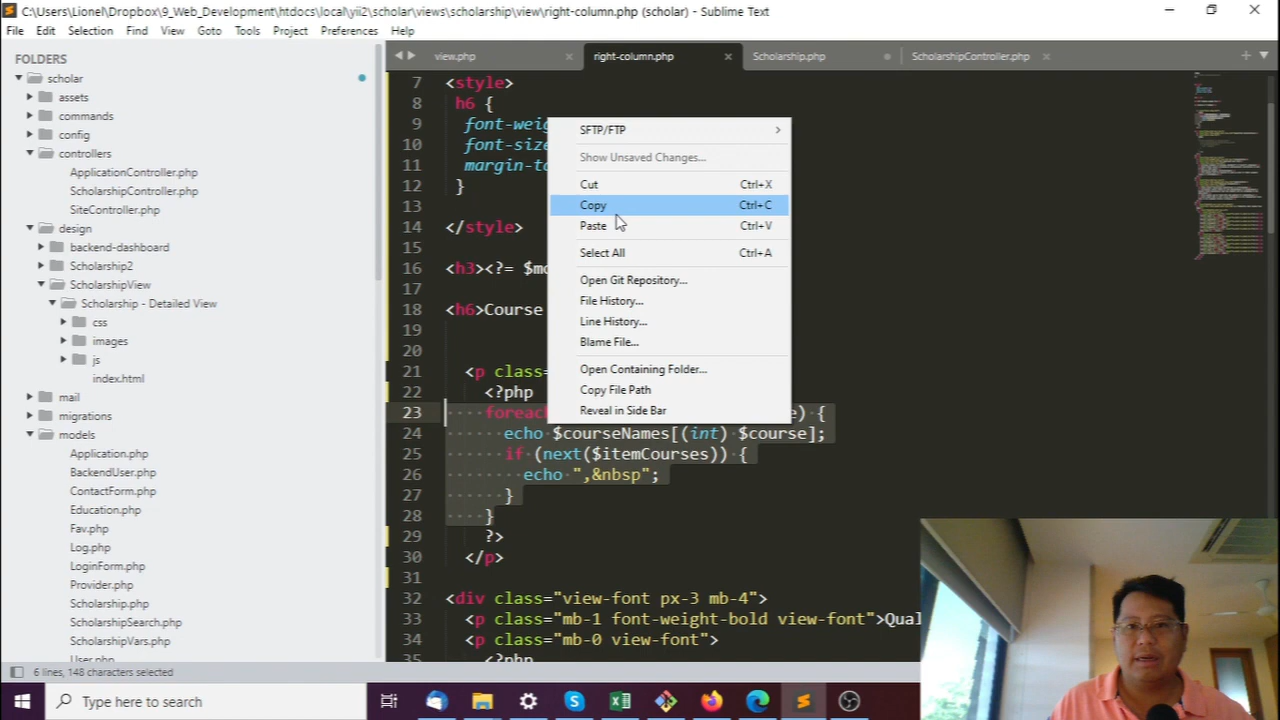 C:\Users\Lionel\Dropbox\9_Web_Development\htdocs\local\yii2\scholar\views\scholarship\view\right-column.php (scholar) - Sublime Text
File Edit Selection Find View Goto Tools Project Preferences Help
FOLDERS
scholar
assets
commands
config
controllers
ApplicationController.php
ScholarshipController.php
SiteController.php
design
backend-dashboard
Scholarship2
ScholarshipView
Scholarship - Detailed View
css
images
js
index.html
mail
migrations
models
Application.php
BackendUser.php
ContactForm.php
Education.php
Fav.php
Log.php
LoginForm.php
Provider.php
Scholarship.php
ScholarshipSearch.php
ScholarshipVars.php
User.php
view.php right-column.php Scholarship.php ScholarshipController.php
7 <style>
8 h6 {
9 font-weig
10 font-size
11 margin-to
12 }
13
14 </style>
15
16 <h3><?= $mo
17
18 <h6>Course
19
20
21 <p class=
22 <?php
23 foreach e) {
24 echo $courseNames[(int) $course];
25 if (next($itemCourses)) {
26 echo ",&nbsp";
27 }
28 }
29 ?>
30 </p>
31
32 <div class="view-font px-3 mb-4">
33 <p class="mb-1 font-weight-bold view-font">Qual
34 <p class="mb-0 view-font">
35 <?php
SFTP/FTP
Show Unsaved Changes...
Cut Ctrl+X
Copy Ctrl+C
Paste Ctrl+V
Select All Ctrl+A
Open Git Repository...
File History...
Line History...
Blame File...
Open Containing Folder...
Copy File Path
Reveal in Side Bar
6 lines, 148 characters selected
Type here to search